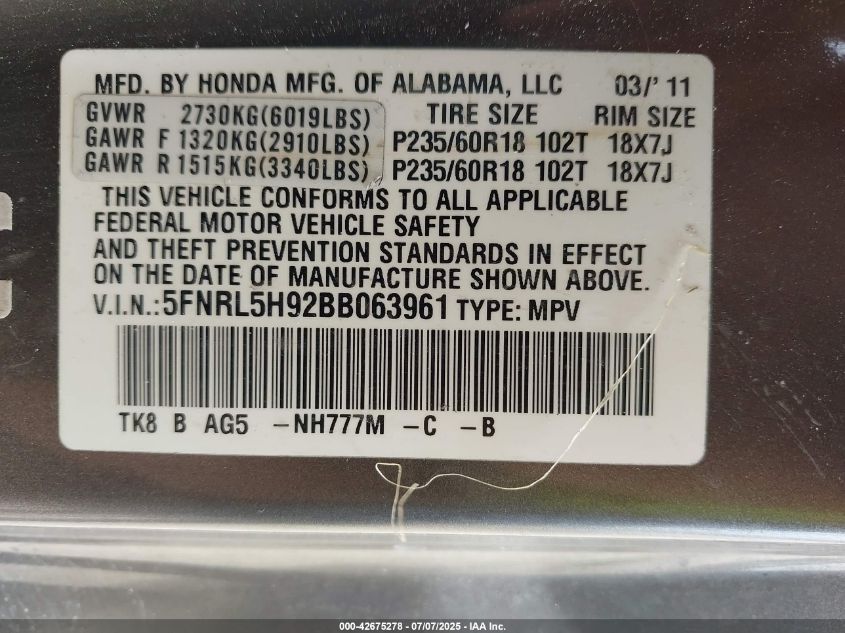 MFD. BY HONDA MFG. OF ALABAMA, LLC 03/' 11
GVWR 2730KG(6019LBS) TIRE SIZE RIM SIZE
GAWR F 1320KG(2910LBS) P235/60R18 102T 18X7J
GAWR R 1515KG(3340LBS) P235/60R18 102T 18X7J
THIS VEHICLE CONFORMS TO ALL APPLICABLE
FEDERAL MOTOR VEHICLE SAFETY
AND THEFT PREVENTION STANDARDS IN EFFECT
ON THE DATE OF MANUFACTURE SHOWN ABOVE.
V.I.N.:5FNRL5H92BB063961 TYPE: MPV
TK8 B AG5 -NH777M -C -B
000-42675278 - 07/07/2025 - IAA Inc.